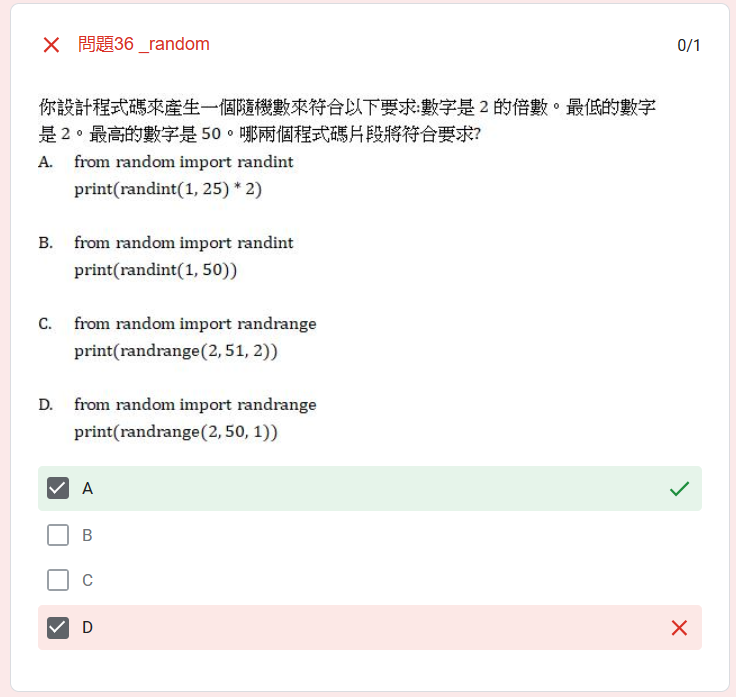 問題36 _random
0/1
你設計程式碼來產生一個隨機數來符合以下要求:數字是 2 的倍數。最低的數字
是 2。最高的數字是 50。哪兩個程式碼片段將符合要求?
A. from random import randint
print(randint(1, 25) * 2)
B. from random import randint
print(randint(1, 50))
C. from random import randrange
print(randrange(2, 51, 2))
D. from random import randrange
print(randrange(2, 50, 1))
A
B
C
D